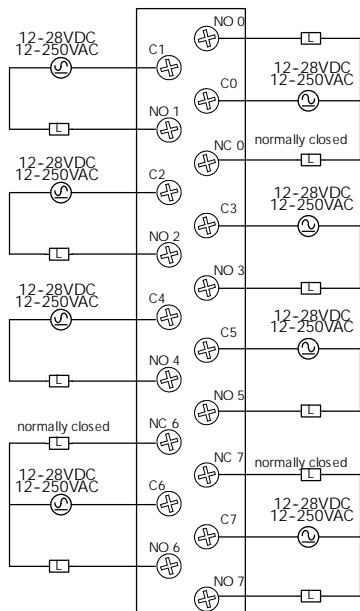 NO 0
12-28VDC
12-250VAC
C1
12-28VDC
12-250VAC
C0
L
NO 1
L
NC 0
normally closed
L
12-28VDC
12-250VAC
C2
12-28VDC
12-250VAC
C3
NO 2
L
NO 3
L
12-28VDC
12-250VAC
C4
12-28VDC
12-250VAC
C5
NO 4
L
NO 5
L
normally closed
L
NC 6
NC 7
normally closed
L
12-28VDC
12-250VAC
C6
12-28VDC
12-250VAC
C7
NO 6
L
NO 7
L